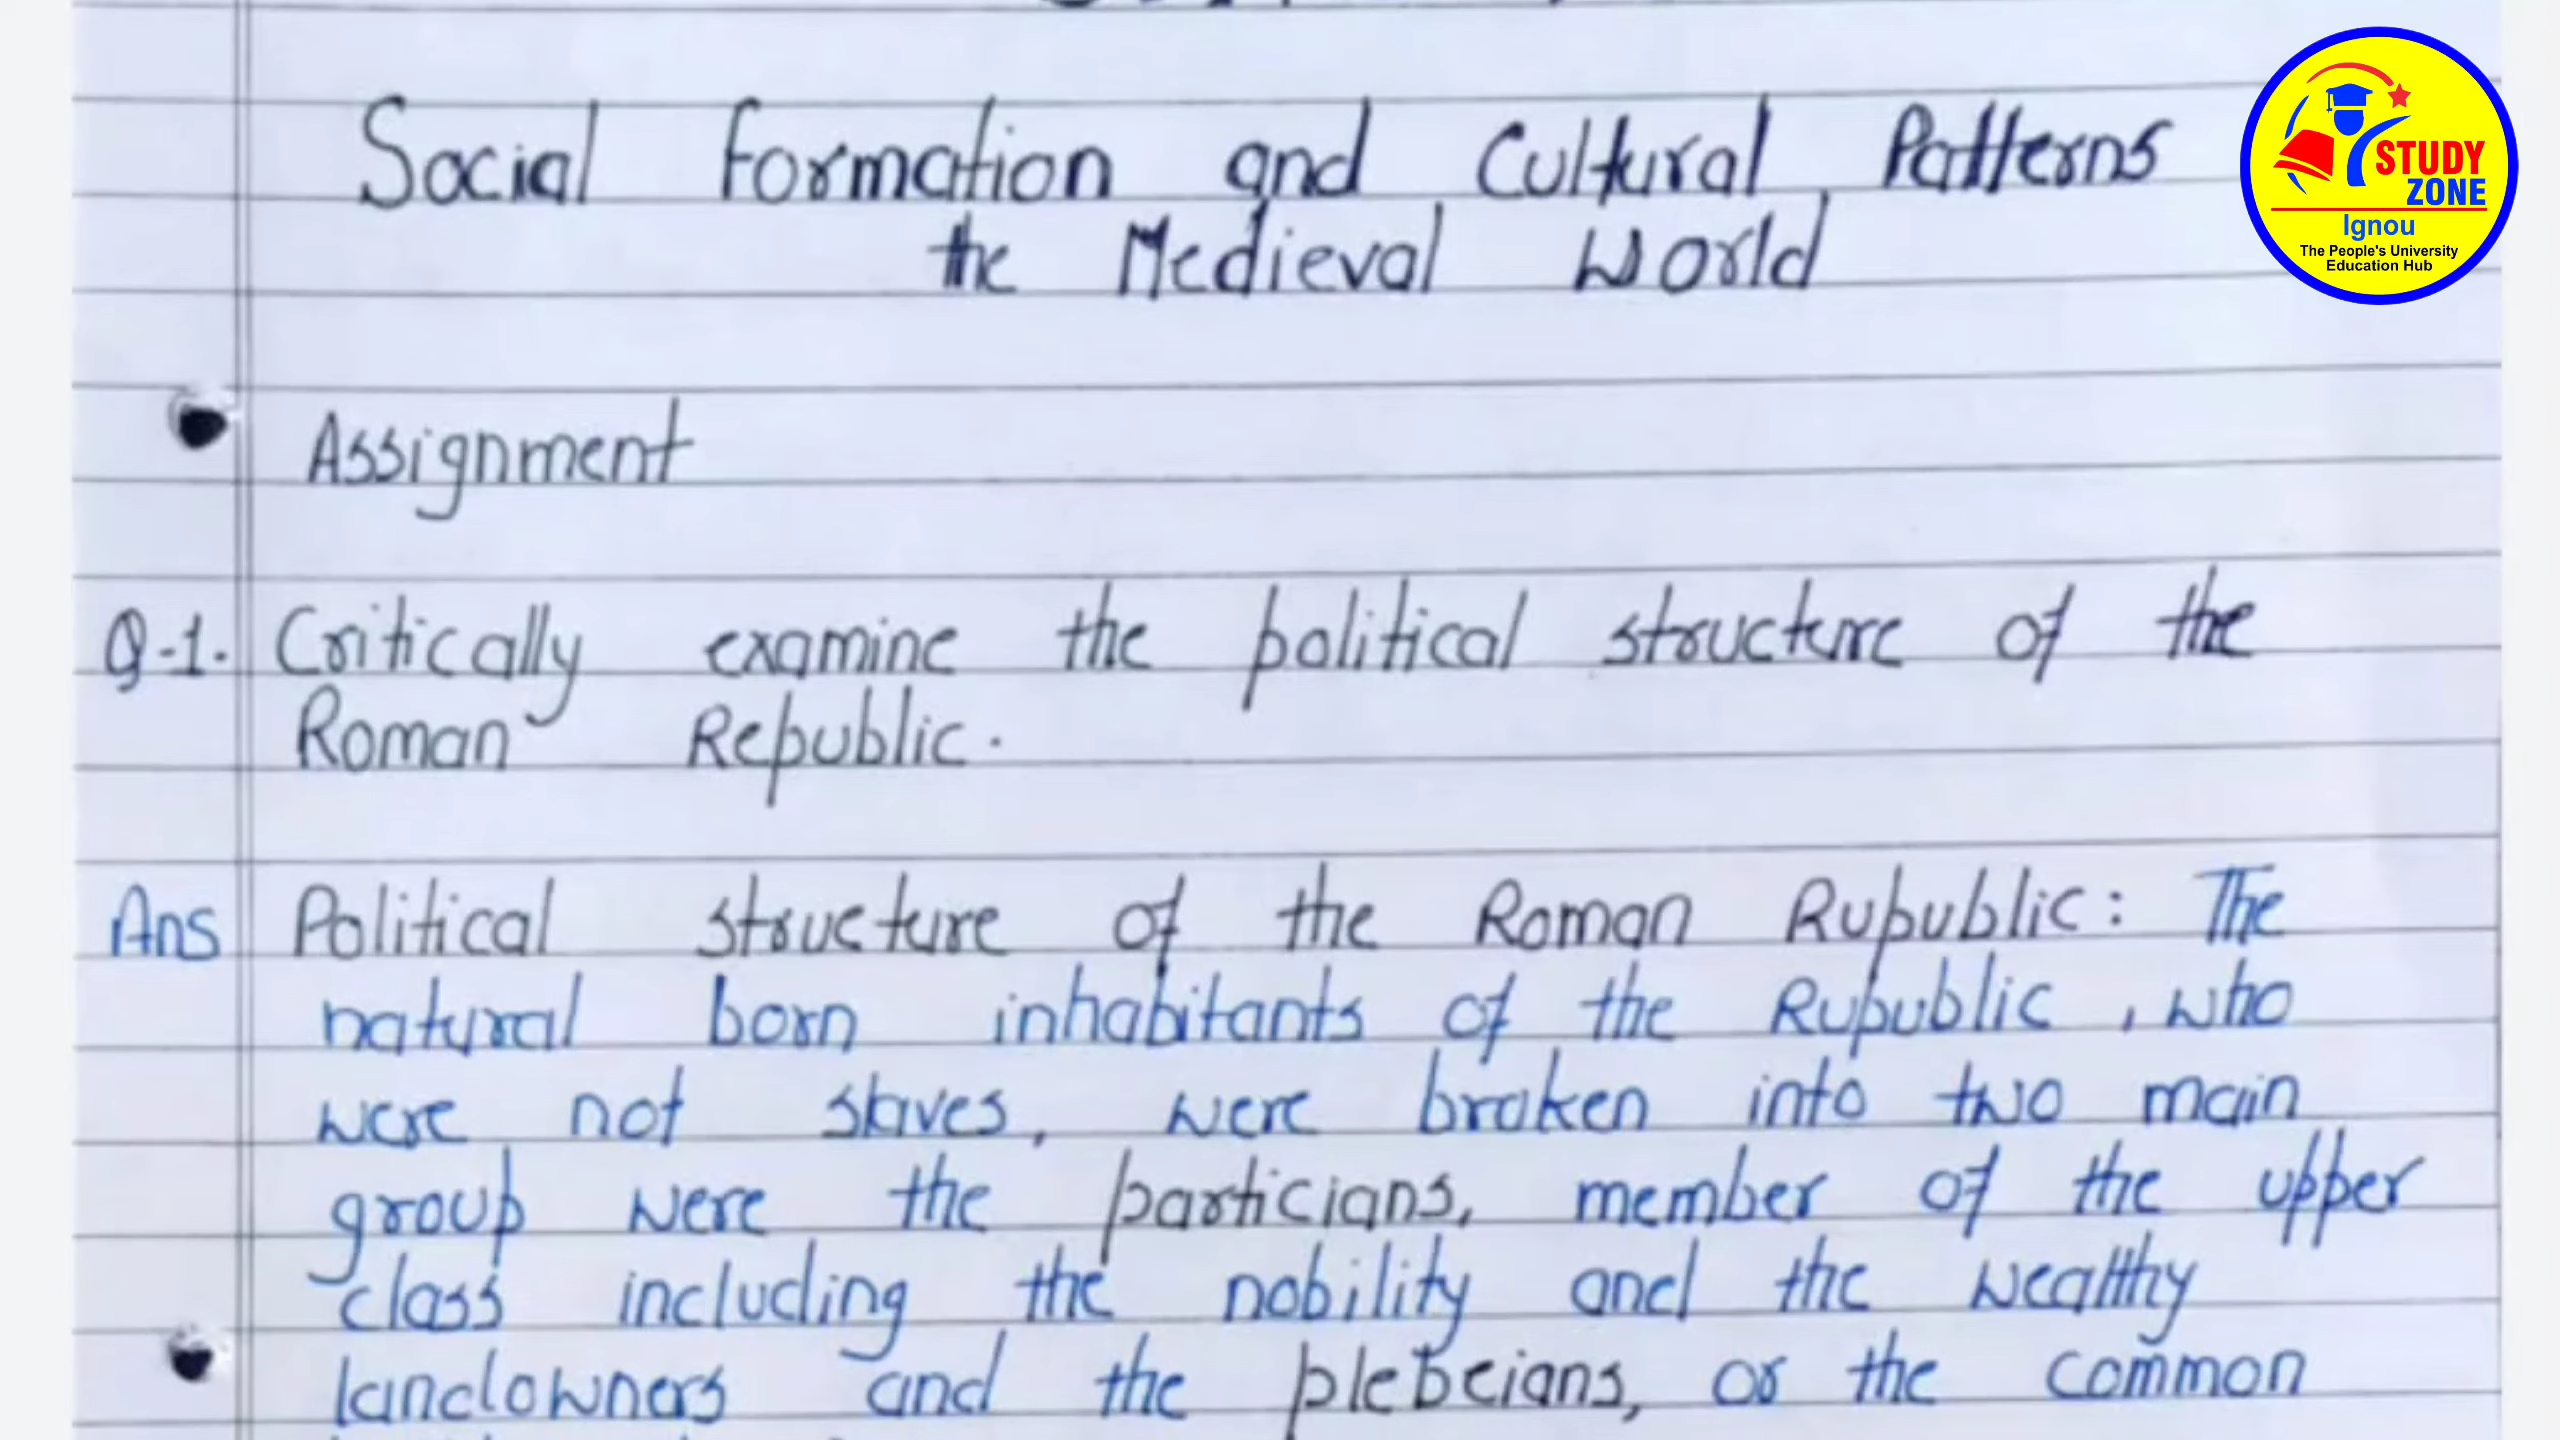 Social Formation and Cultural Patterns
the Medieval World
STUDY
ZONE
Ignou
The People's University
Education Hub
Assignment
Q-1. Critically examine the political structure of the
Roman Republic.
Ans Political structure of the Roman Rupublic: The
natural born inhabitants of the Rupublic, who
were not slaves, were broken into two main
group were the particians, member of the upper
class including the nobility and the wealthy
landowners and the plebeians, or the common